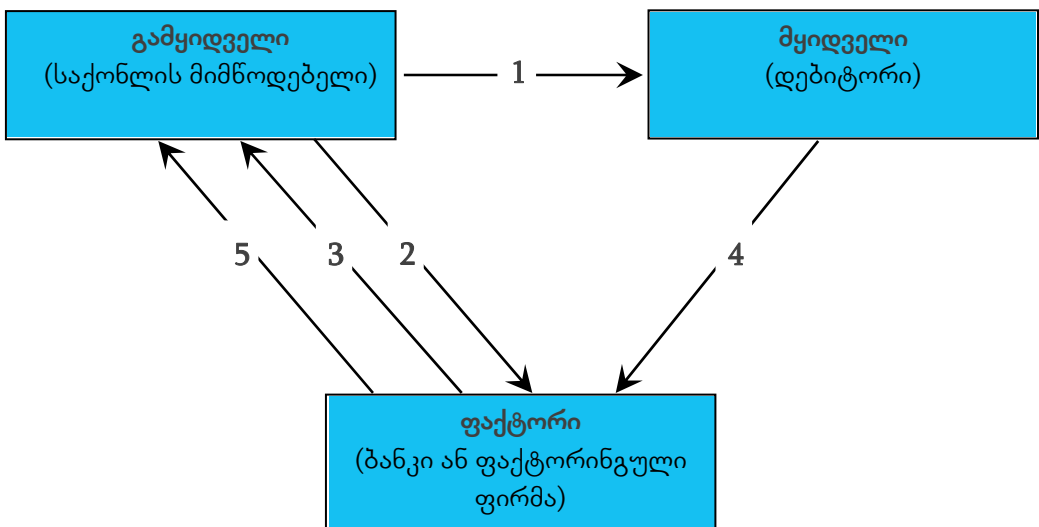 გამყიდველი
(საქონლის მიმწოდებელი)
1
მყიდველი
(დებიტორი)
5
3
2
4
ფაქტორი
(ბანკი ან ფაქტორინგული
ფირმა)